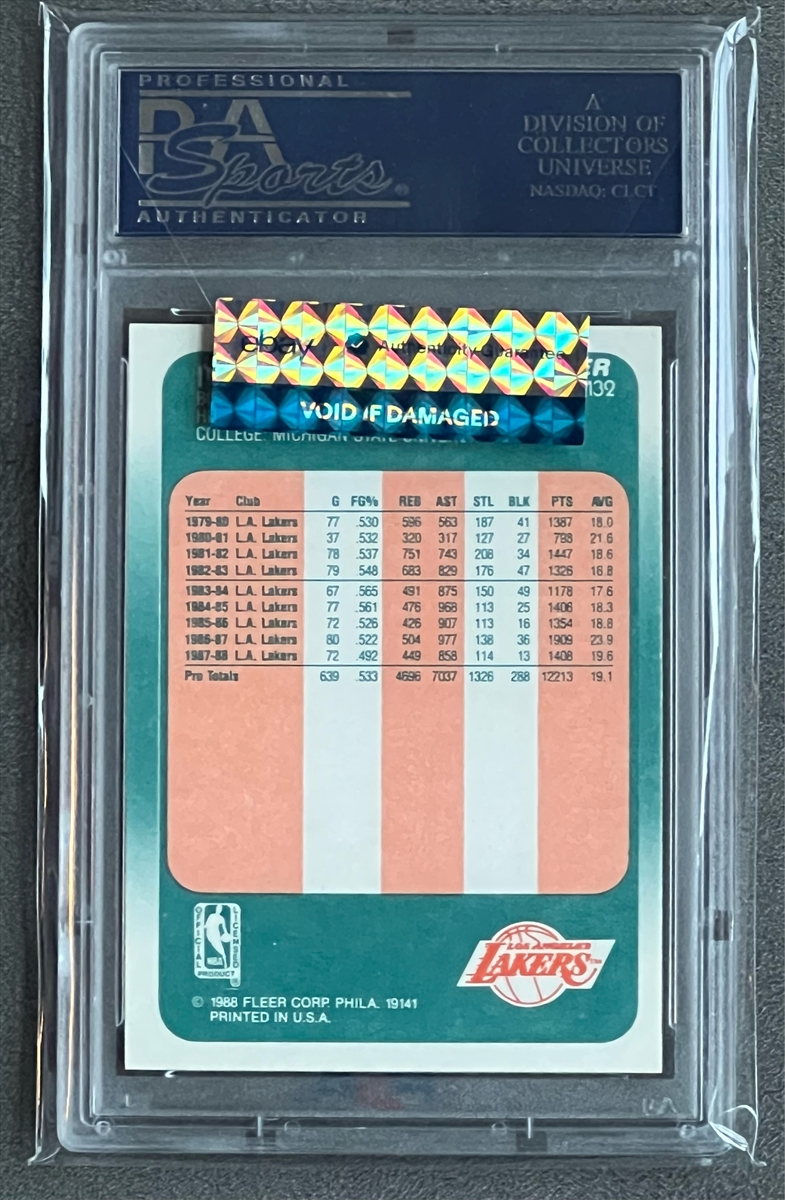 PROFESSIONAL
PSA
Sports®
AUTHENTICATOR
A
DIVISION OF
COLLECTORS
UNIVERSE
NASDAQ: CLCT
ebay Authenticity Guarantee
VOID IF DAMAGED
132
COLLEGE: MICHIGAN STATE
Year Club G FG% REB AST STL BLK PTS AVG
1979-80 L.A. Lakers 77 .530 596 563 187 41 1387 18.0
1980-81 L.A. Lakers 37 .532 320 317 127 27 798 21.6
1981-82 L.A. Lakers 78 .537 751 743 208 34 1447 18.6
1982-83 L.A. Lakers 79 .548 683 829 176 47 1326 16.8
1983-84 L.A. Lakers 67 .565 491 875 150 49 1178 17.6
1984-85 L.A. Lakers 77 .561 476 968 113 25 1406 18.3
1985-86 L.A. Lakers 72 .526 426 907 113 16 1354 18.8
1986-87 L.A. Lakers 80 .522 504 977 138 36 1909 23.9
1987-88 L.A. Lakers 72 .492 449 858 114 13 1408 19.6
Pro Totals 639 .533 4696 7037 1326 288 12213 19.1
OFFICIAL
LICENSED
NBA
PRODUCT
LOS ANGELES
LAKERS™
© 1988 FLEER CORP. PHILA. 19141
PRINTED IN U.S.A.